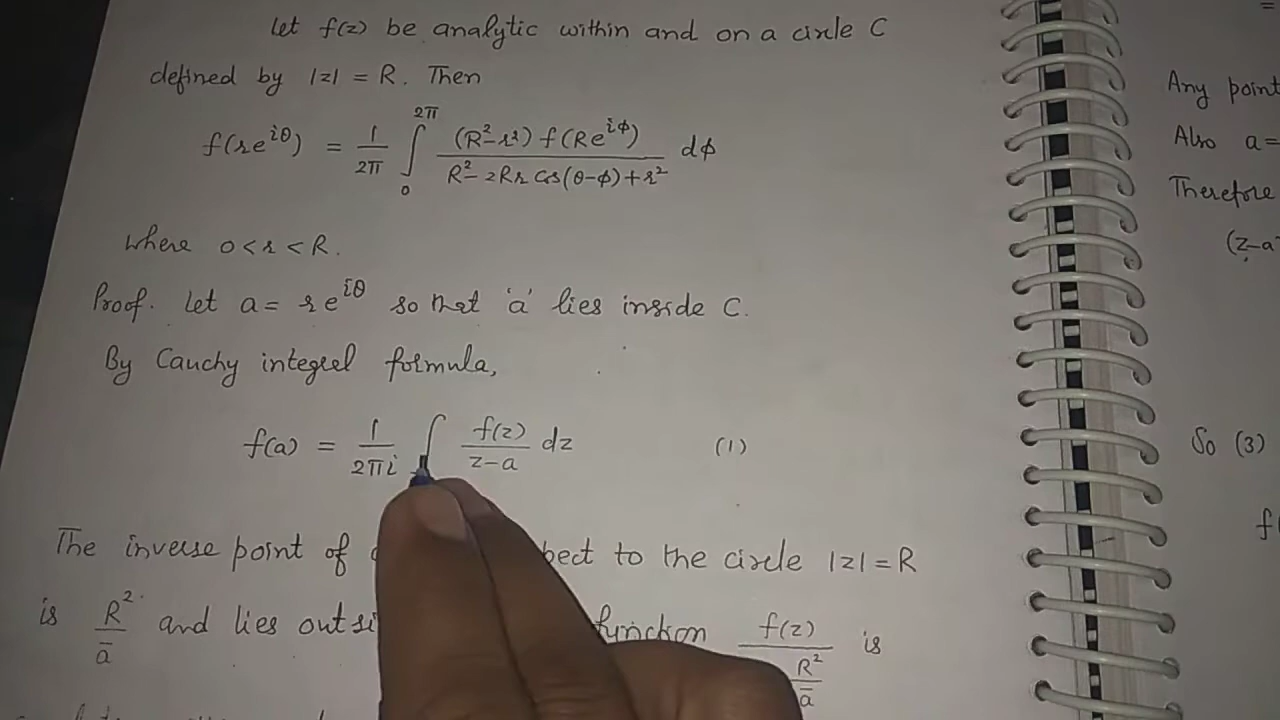 Let f(z) be analytic within and on a circle C
defined by |z| = R. Then
f(re^{iθ}) = 1/2π ∫_0^{2π} (R²-r²) f(Re^{iϕ}) / R²-2Rr Cos(θ-ϕ)+r² dϕ
where 0<r<R.
Proof. Let a = re^{iθ} so that 'a' lies inside C.
By Cauchy integral formula,
f(a) = 1/2πi ∫ f(z)/z-a dz (1)
The inverse point of to the circle |z|=R
is R²/ā and lies function f(z) / R²/ā is
Any point
Also a=
Therefore
(z-a
So (3)